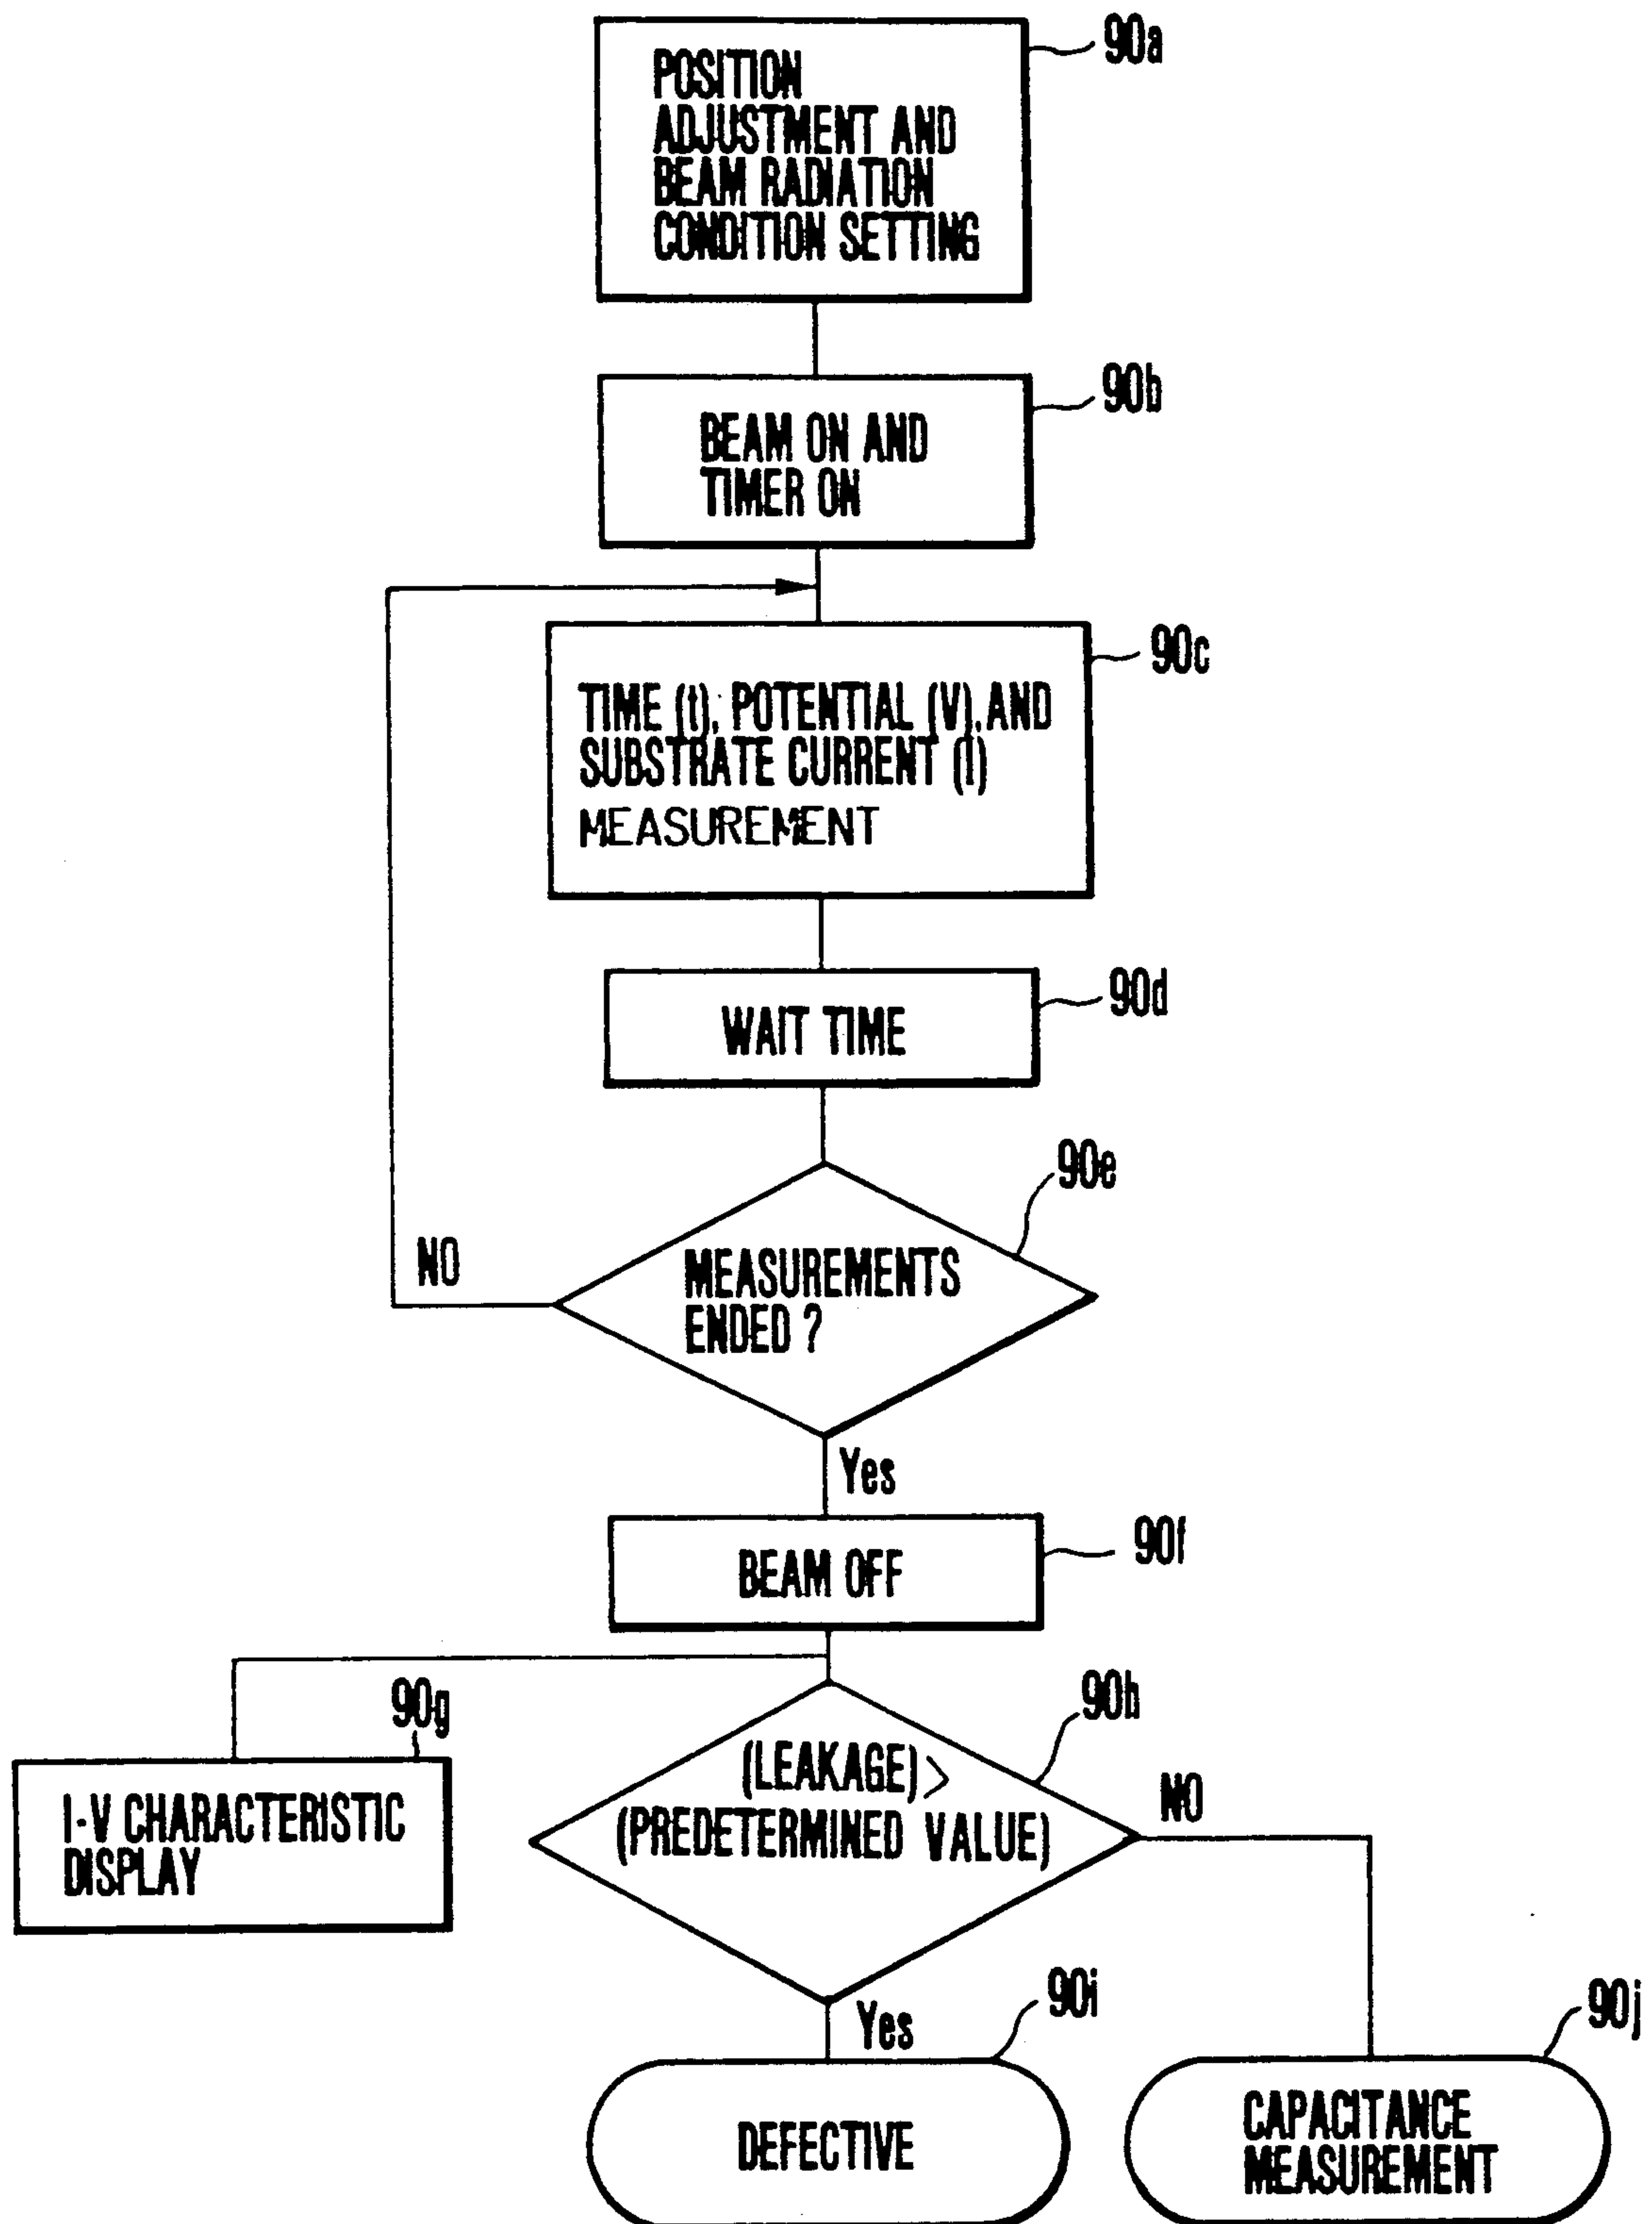 90a
POSITION
ADJUSTMENT AND
BEAM RADIATION
CONDITION SETTING
90b
BEAM ON AND
TIMER ON
90c
TIME (t), POTENTIAL (V), AND
SUBSTRATE CURRENT (I)
MEASUREMENT
90d
WAIT TIME
90e
MEASUREMENTS
ENDED ?
NO
Yes
90f
BEAM OFF
90g
I-V CHARACTERISTIC
DISPLAY
90h
(LEAKAGE) >
(PREDETERMINED VALUE)
NO
Yes
90i
DEFECTIVE
90j
CAPACITANCE
MEASUREMENT